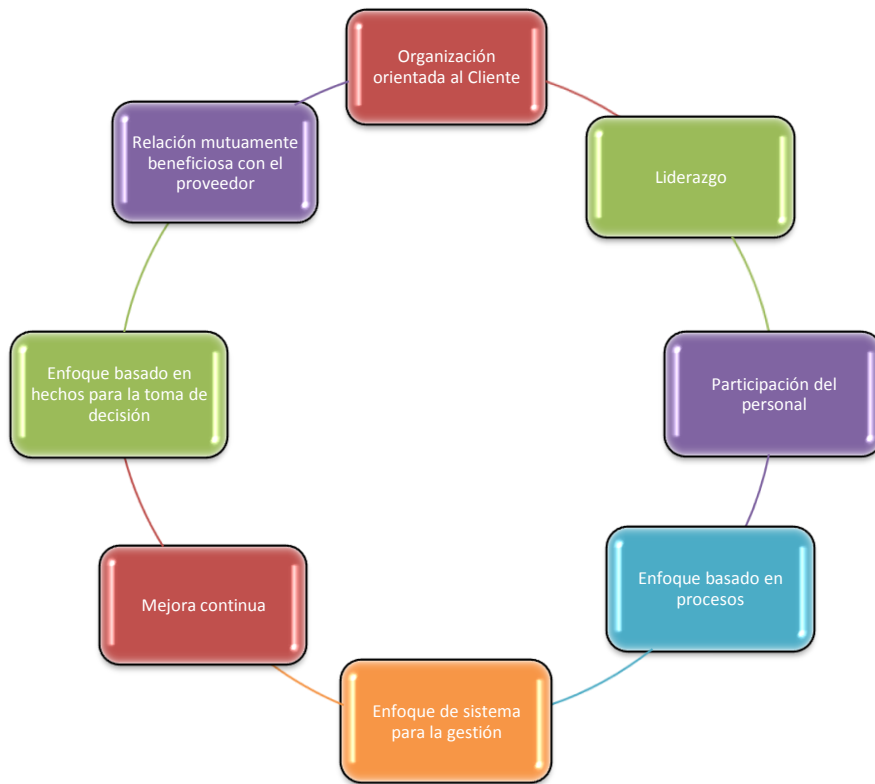 Organización
orientada al Cliente
Liderazgo
Participación del
personal
Enfoque basado en
procesos
Enfoque de sistema
para la gestión
Mejora continua
Enfoque basado en
hechos para la toma de
decisión
Relación mutuamente
beneficiosa con el
proveedor